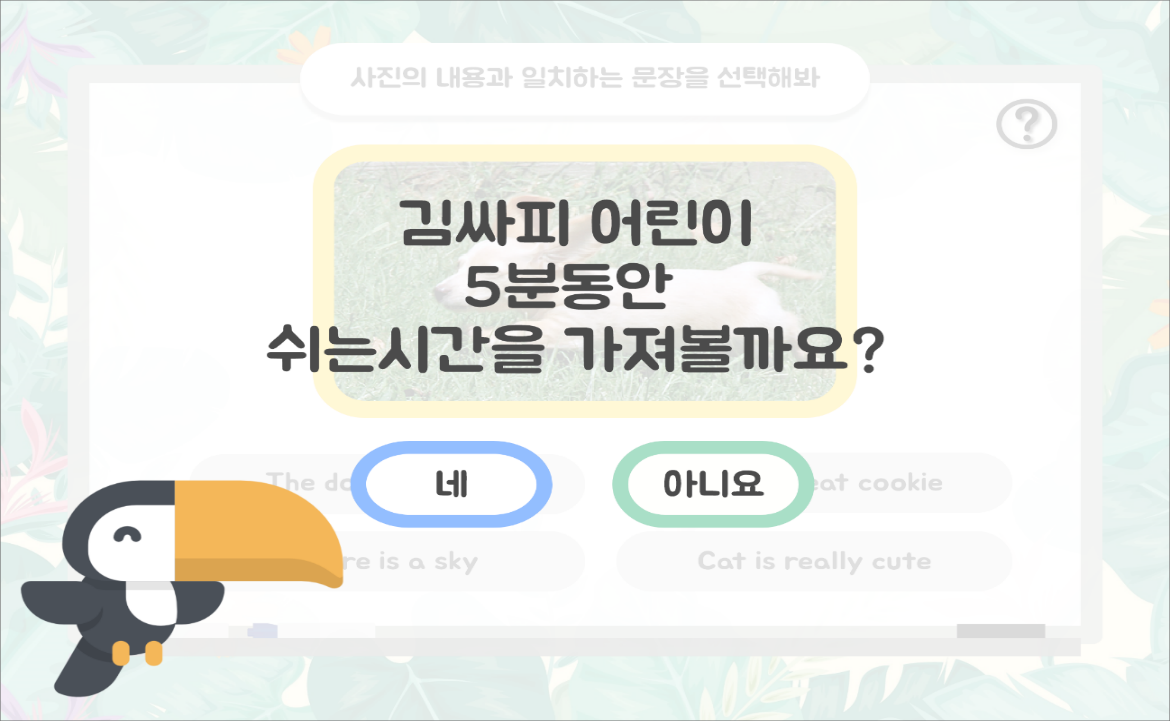 사진의 내용과 일치하는 문장을 선택해봐
?
김싸피 어린이
5분동안
쉬는시간을 가져볼까요?
The
네
아니요
eat cookie
is a sky
Cat is really cute